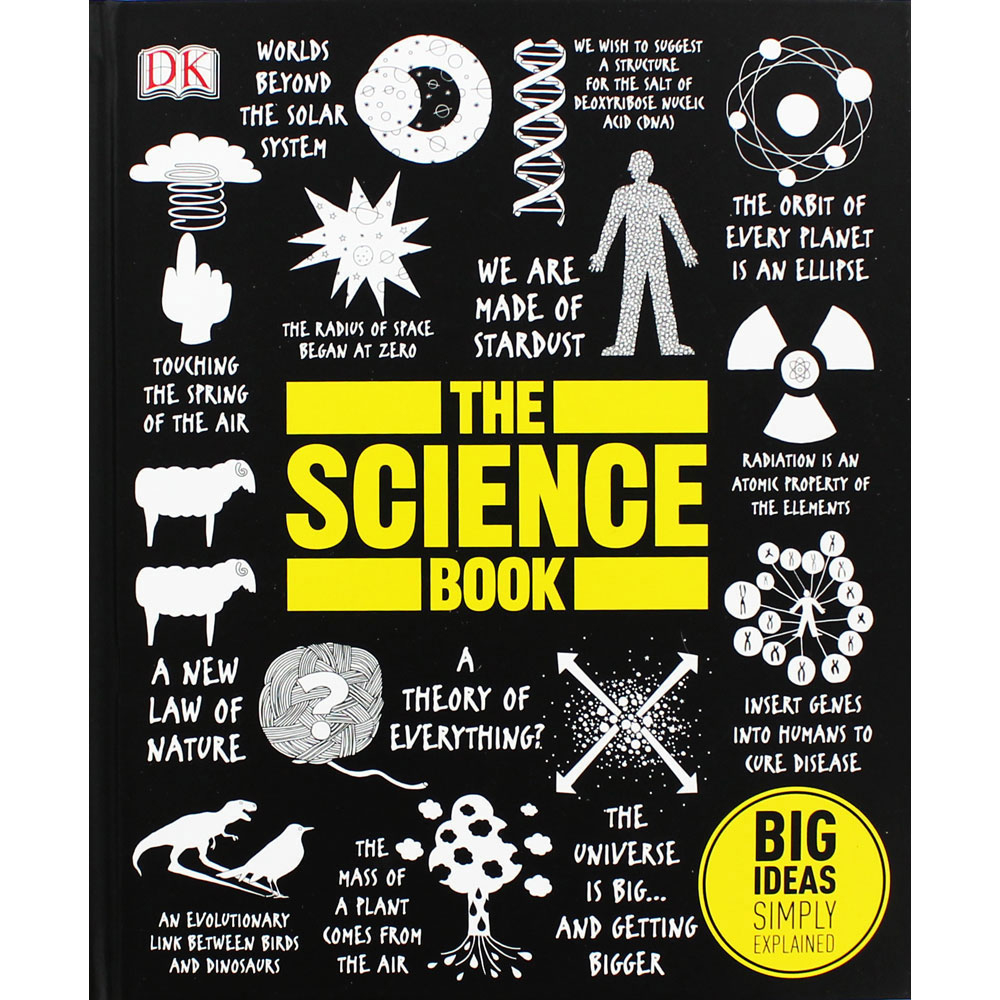 DK
WORLDS
BEYOND
THE SOLAR
SYSTEM
WE WISH TO SUGGEST
A STRUCTURE
FOR THE SALT OF
DEOXYRIBOSE NUCEIC
ACID (DNA)
THE ORBIT OF
EVERY PLANET
IS AN ELLIPSE
WE ARE
MADE OF
STARDUST
THE RADIUS OF SPACE
BEGAN AT ZERO
TOUCHING
THE SPRING
OF THE AIR
THE
SCIENCE
BOOK
RADIATION IS AN
ATOMIC PROPERTY OF
THE ELEMENTS
A NEW
LAW OF
NATURE
?
A
THEORY OF
EVERYTHING?
INSERT GENES
INTO HUMANS TO
CURE DISEASE
AN EVOLUTIONARY
LINK BETWEEN BIRDS
AND DINOSAURS
THE
MASS OF
A PLANT
COMES FROM
THE AIR
THE
UNIVERSE
IS BIG...
AND GETTING
BIGGER
BIG
IDEAS
SIMPLY
EXPLAINED